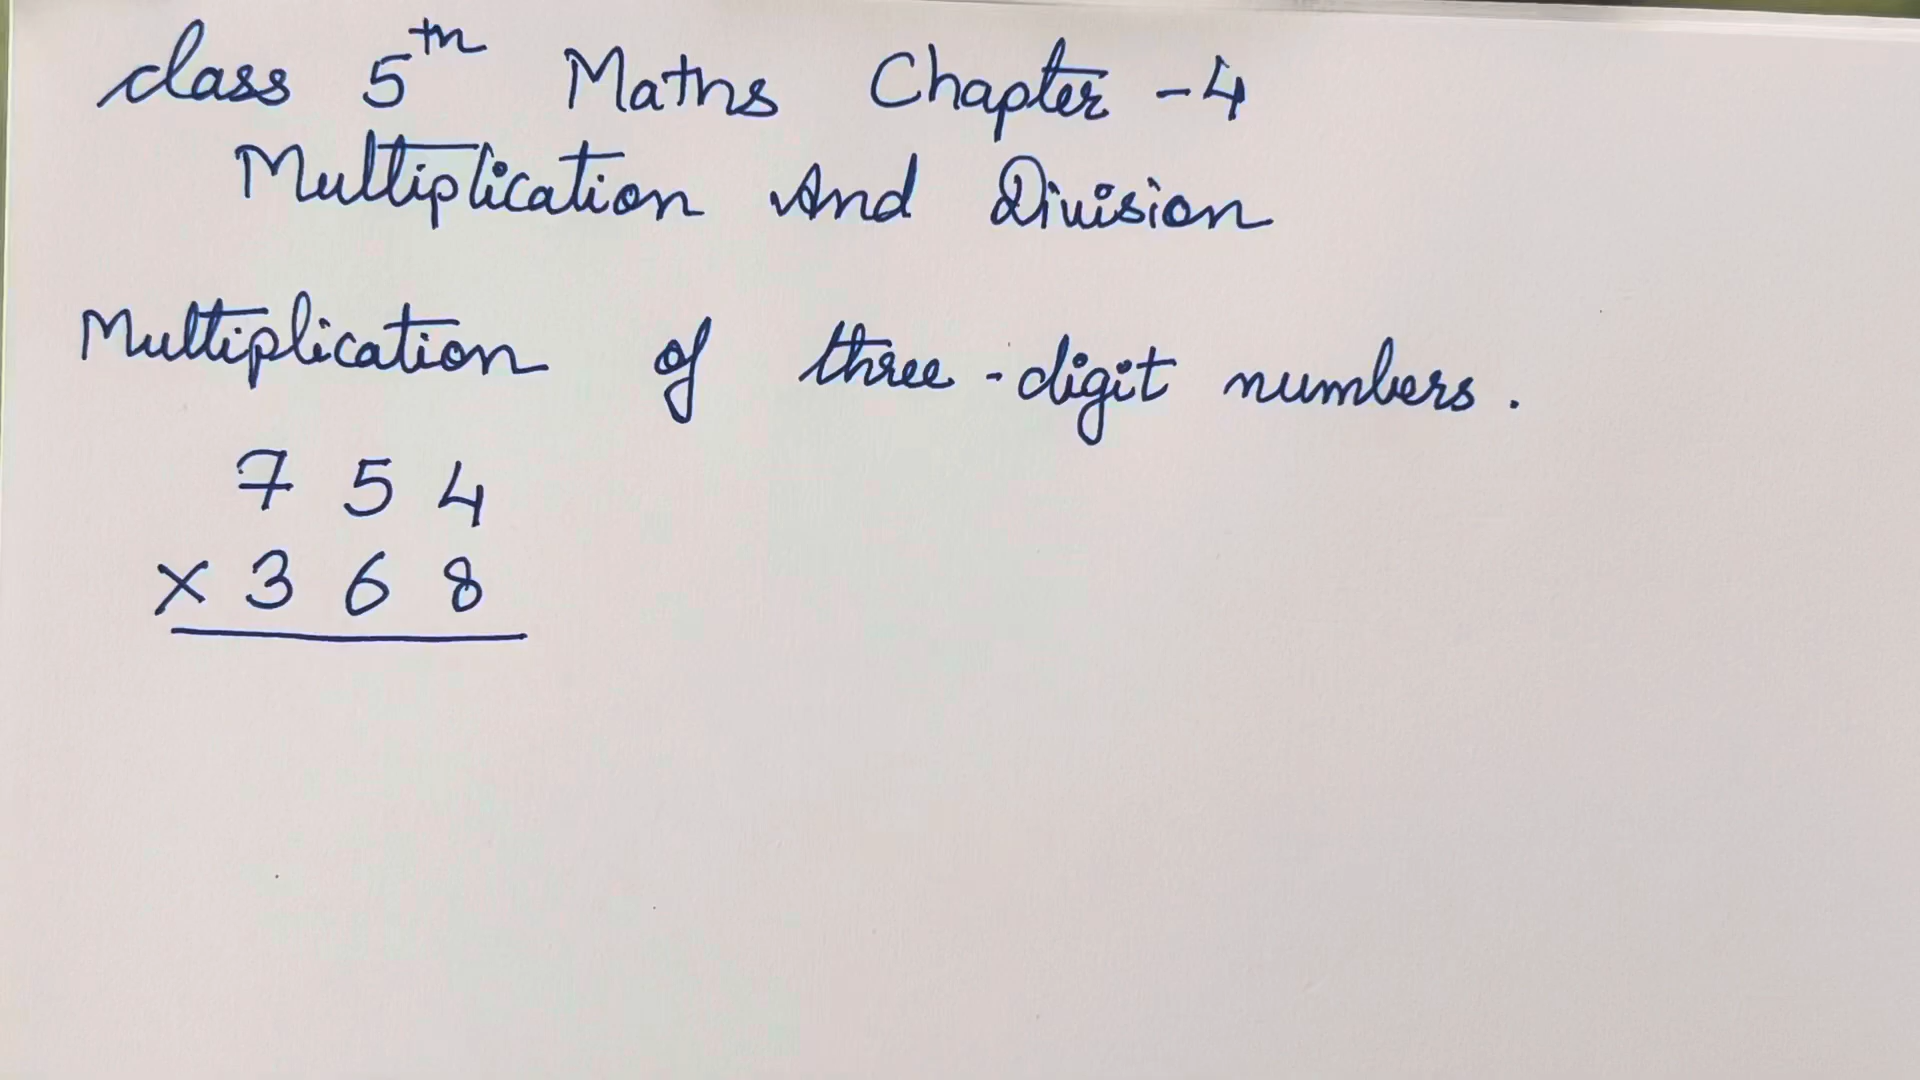 class 5th Maths Chapter - 4
Multiplication And Division
Multiplication of three-digit numbers.
7 5 4
× 3 6 8